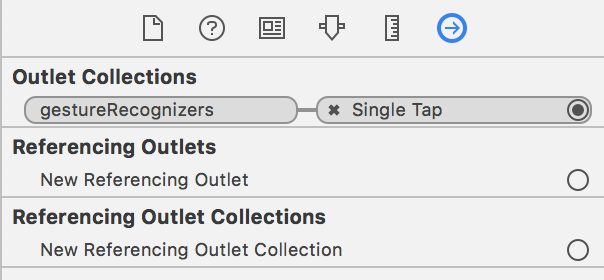 Outlet Collections
gestureRecognizers Single Tap
Referencing Outlets
New Referencing Outlet
Referencing Outlet Collections
New Referencing Outlet Collection